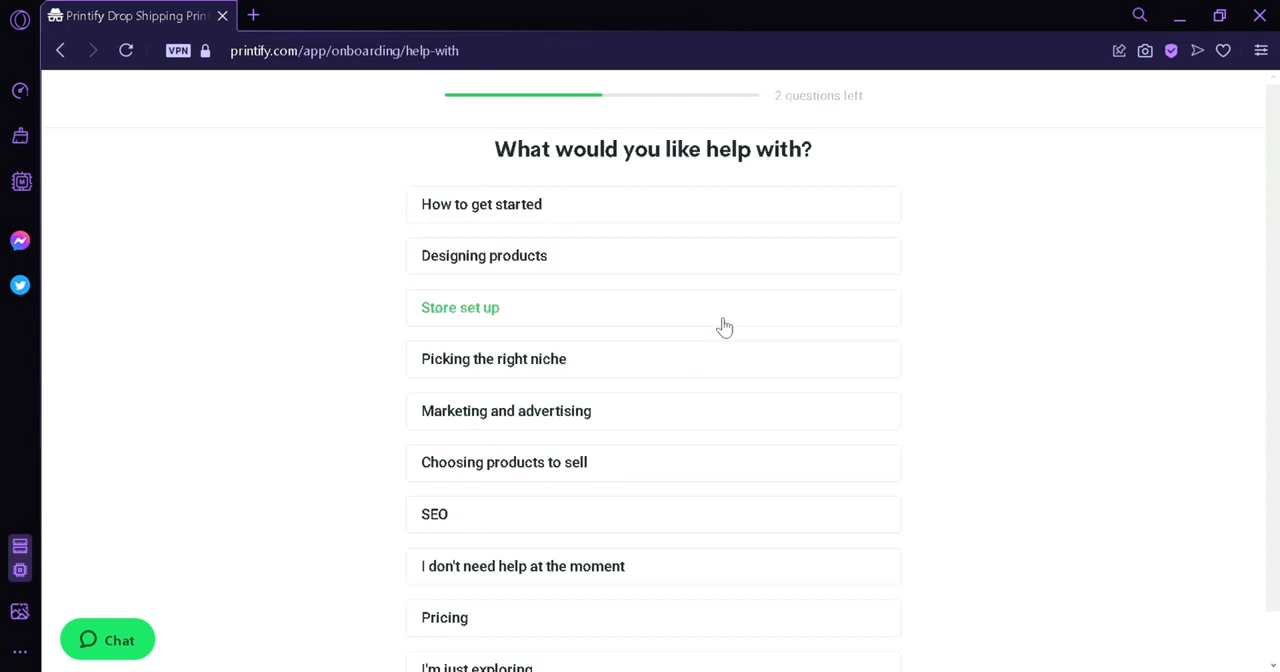 Printify Drop Shipping Print
VPN
printify.com/app/onboarding/help-with
2 questions left
What would you like help with?
How to get started
Designing products
Store set up
Picking the right niche
Marketing and advertising
Choosing products to sell
SEO
I don't need help at the moment
Pricing
I'm just exploring
Chat